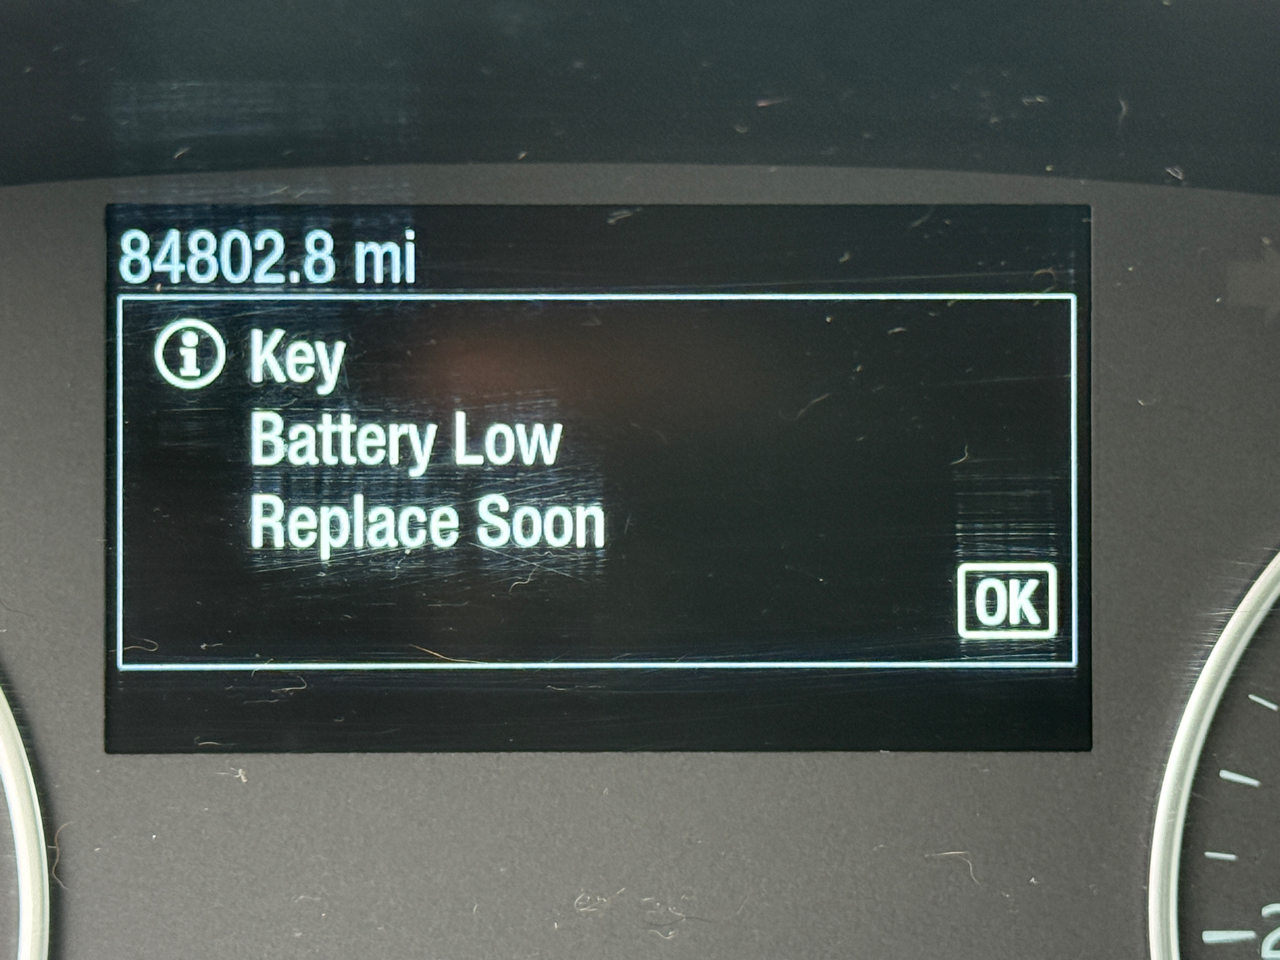 84802.8 mi
Key
Battery Low
Replace Soon
OK